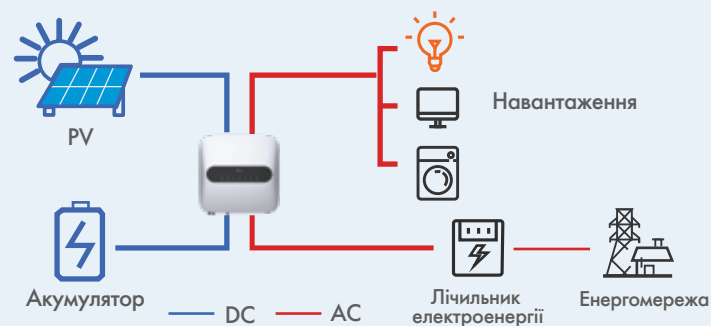 PV
Навантаження
Акумулятор
DC
AC
Лічильник
електроенергії
Енергомережа